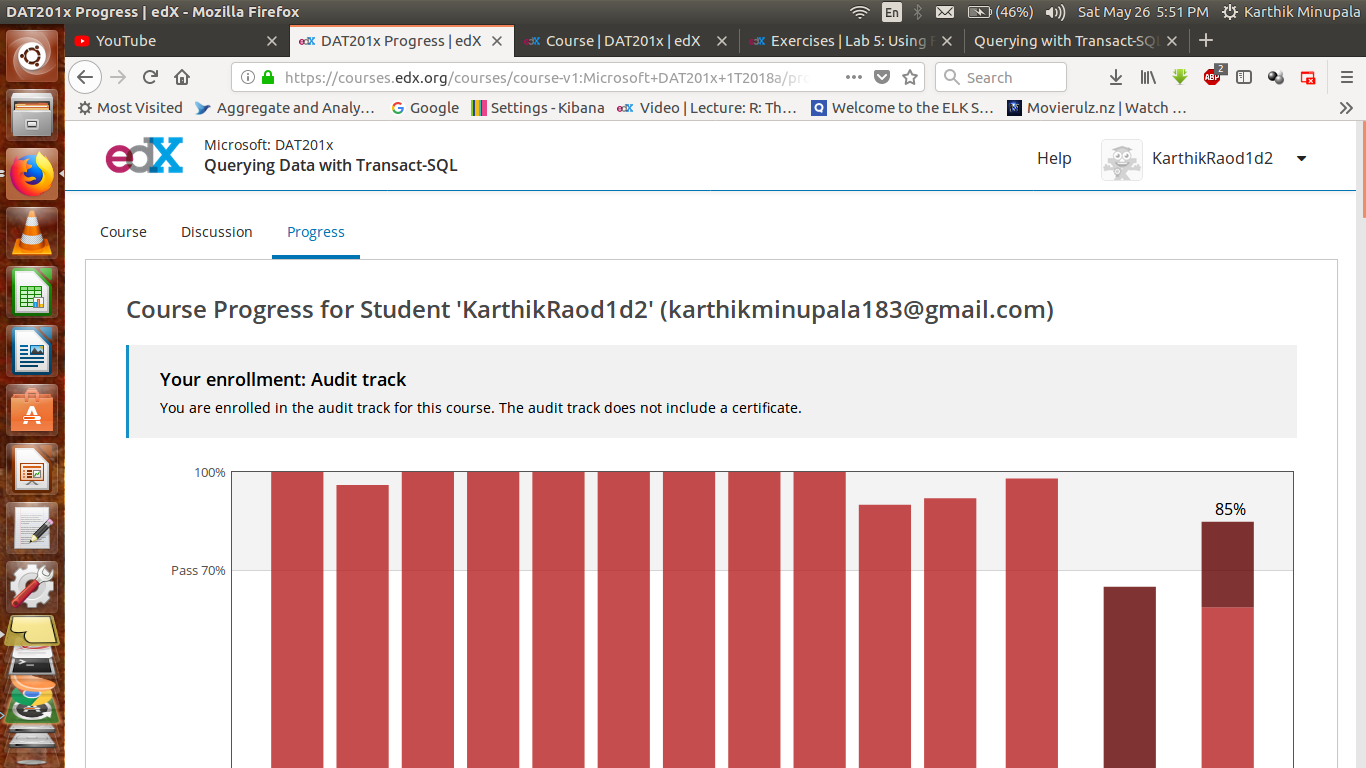 DAT201x Progress | edX - Mozilla Firefox
En
(46%)
Sat May 26 5:51 PM
Karthik Minupala
YouTube
DAT201x Progress | edX
Course | DAT201x | edX
Exercises | Lab 5: Using
Querying with Transact-SQ
https://courses.edx.org/courses/course-v1:Microsoft+DAT201x+1T2018a/pro
Search
ABP
2
Most Visited
Aggregate and Analy…
Google
Settings - Kibana
edX
Video | Lecture: R: Th…
Welcome to the ELK S…
Movierulz.nz | Watch …
edX
Microsoft: DAT201x
Querying Data with Transact-SQL
Help
KarthikRaod1d2
Course
Discussion
Progress
Course Progress for Student 'KarthikRaod1d2' (karthikminupala183@gmail.com)
Your enrollment: Audit track
You are enrolled in the audit track for this course. The audit track does not include a certificate.
100%
85%
Pass 70%